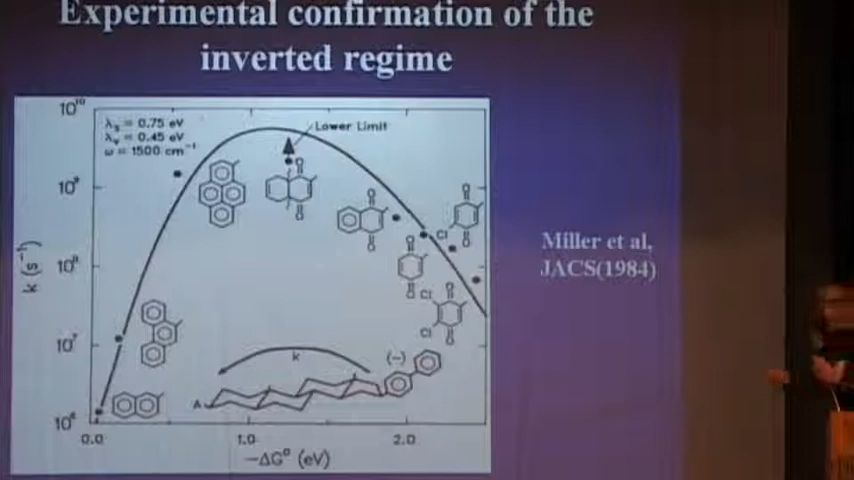 Experimental confirmation of the
inverted regime
10¹⁰
λₛ = 0.75 eV
λᵥ = 0.45 eV
ω = 1500 cm⁻¹
Lower Limit
10⁹
k (s⁻¹)
10⁸
10⁷
10⁶
O
O
O
O
O
O
Cl
O
O
Cl
Cl
O
O
k
(−)
A
0.0
1.0
2.0
−ΔG⁰ (eV)
Miller et al,
JACS(1984)